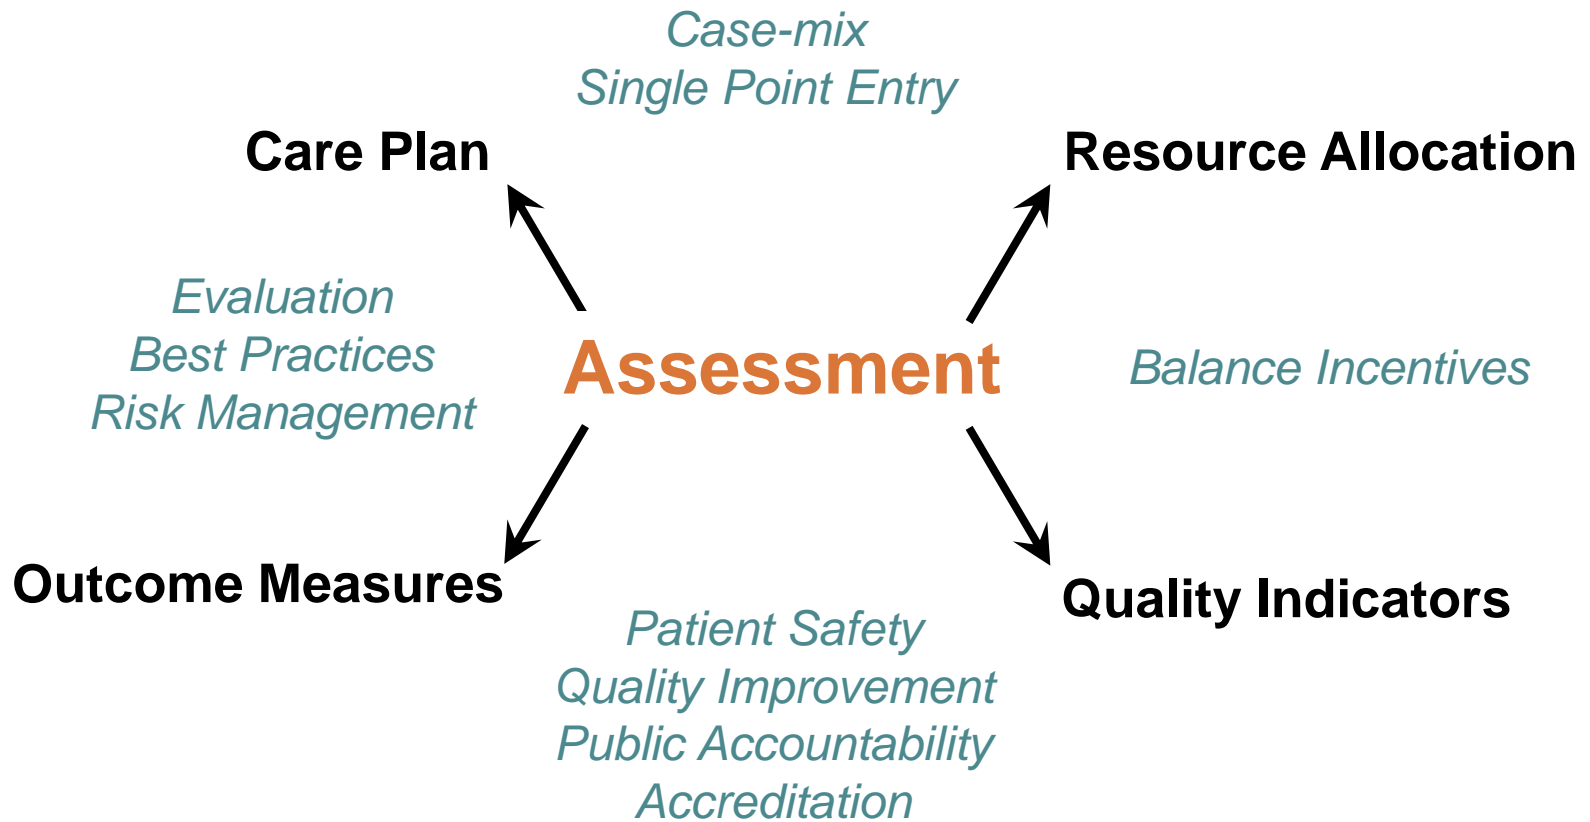 Case-mix
Single Point Entry
Care Plan
Resource Allocation
Evaluation
Best Practices
Risk Management
Assessment
Balance Incentives
Outcome Measures
Quality Indicators
Patient Safety
Quality Improvement
Public Accountability
Accreditation